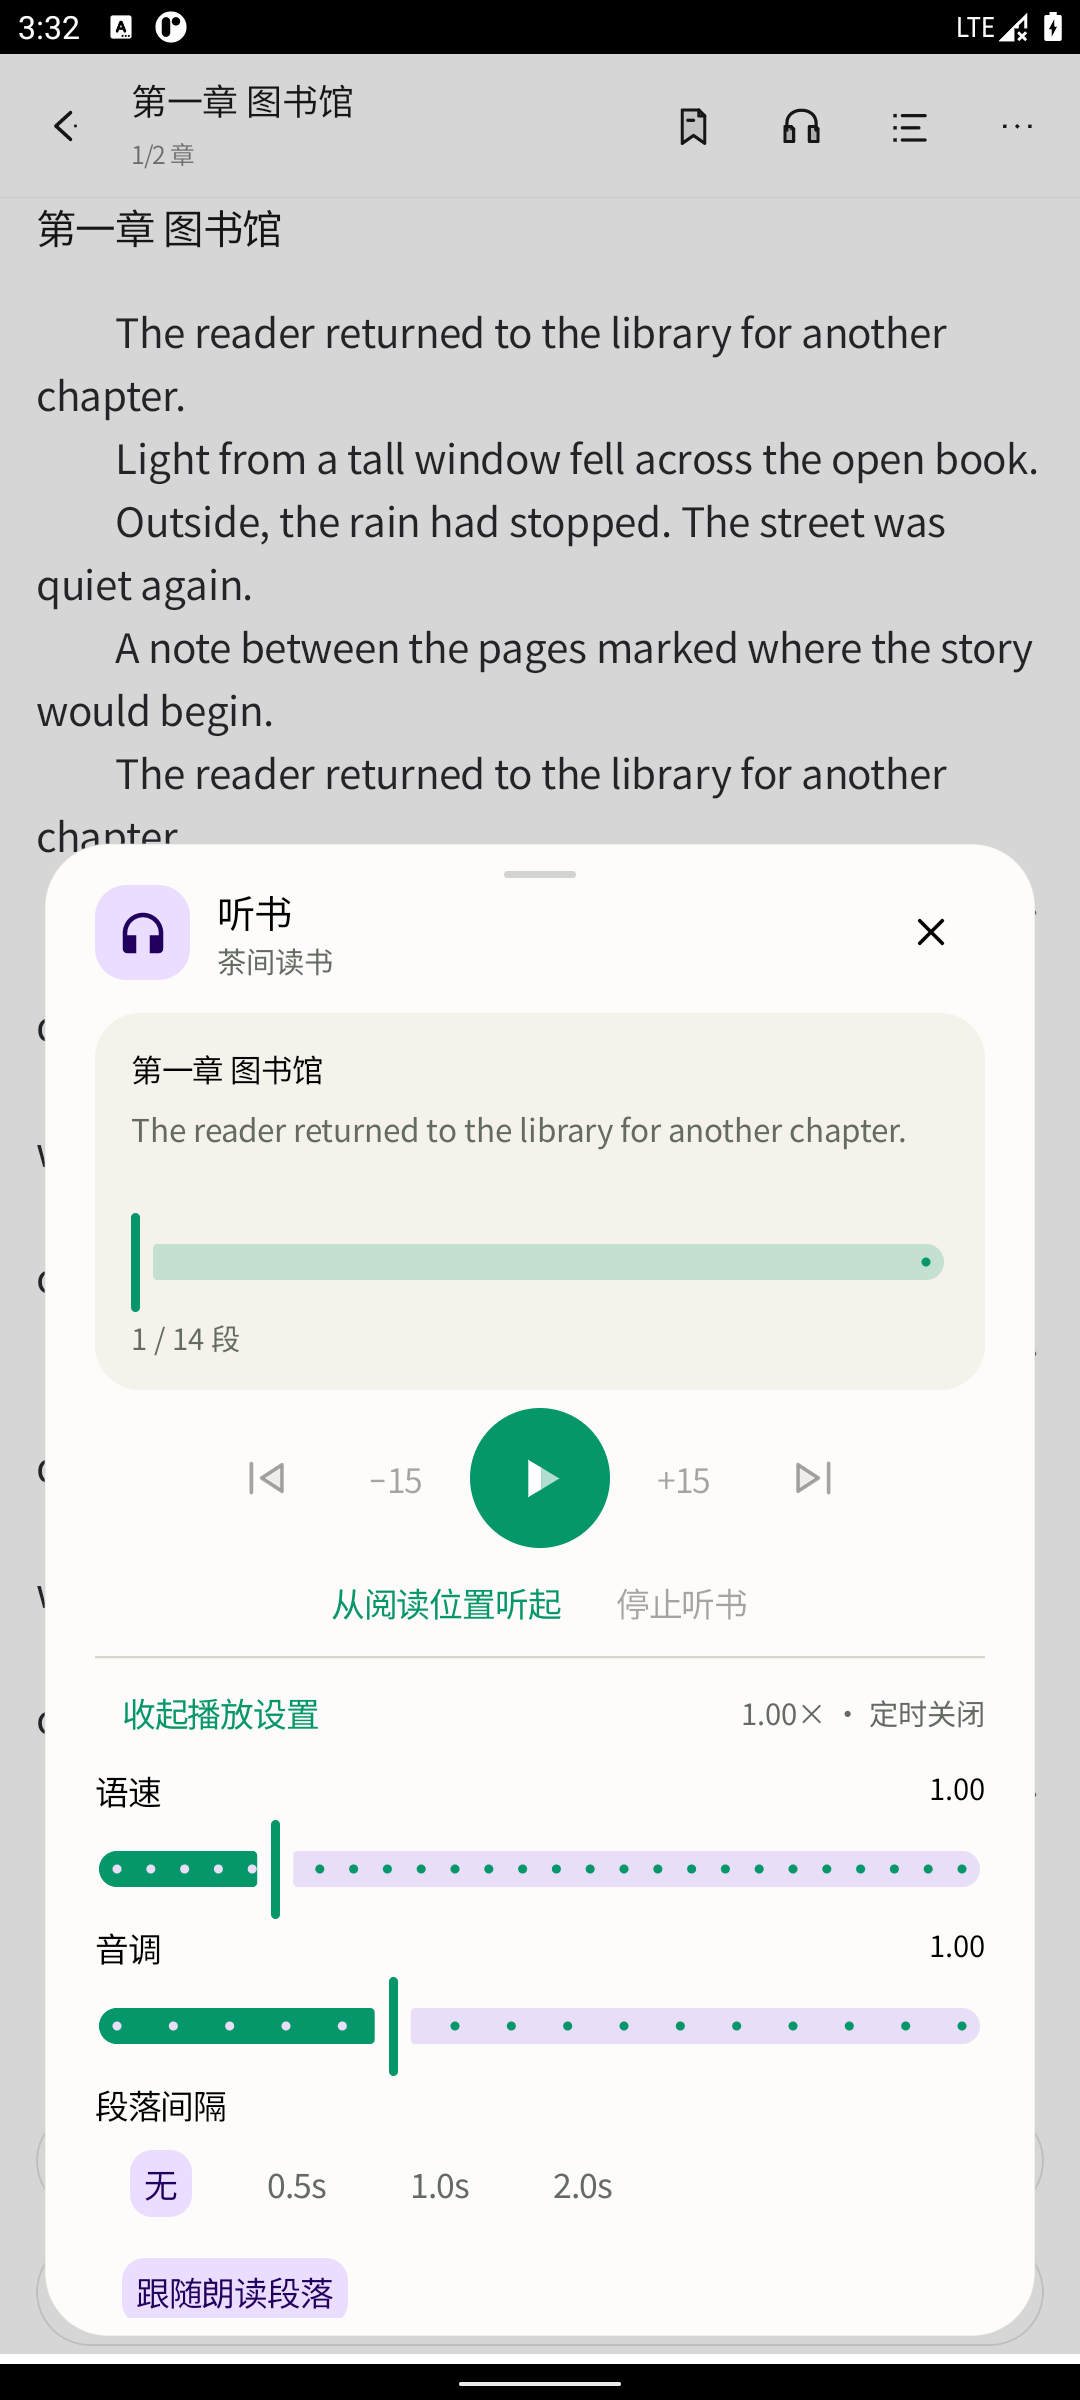 3:32
LTE
第一章 图书馆
1/2 章
第一章 图书馆
The reader returned to the library for another
chapter.
Light from a tall window fell across the open book.
Outside, the rain had stopped. The street was
quiet again.
A note between the pages marked where the story
would begin.
The reader returned to the library for another
chapter
听书
茶间读书
第一章 图书馆
The reader returned to the library for another chapter.
1 / 14 段
−15
+15
从阅读位置听起 停止听书
收起播放设置 1.00× · 定时关闭
语速 1.00
音调 1.00
段落间隔
无 0.5s 1.0s 2.0s
跟随朗读段落